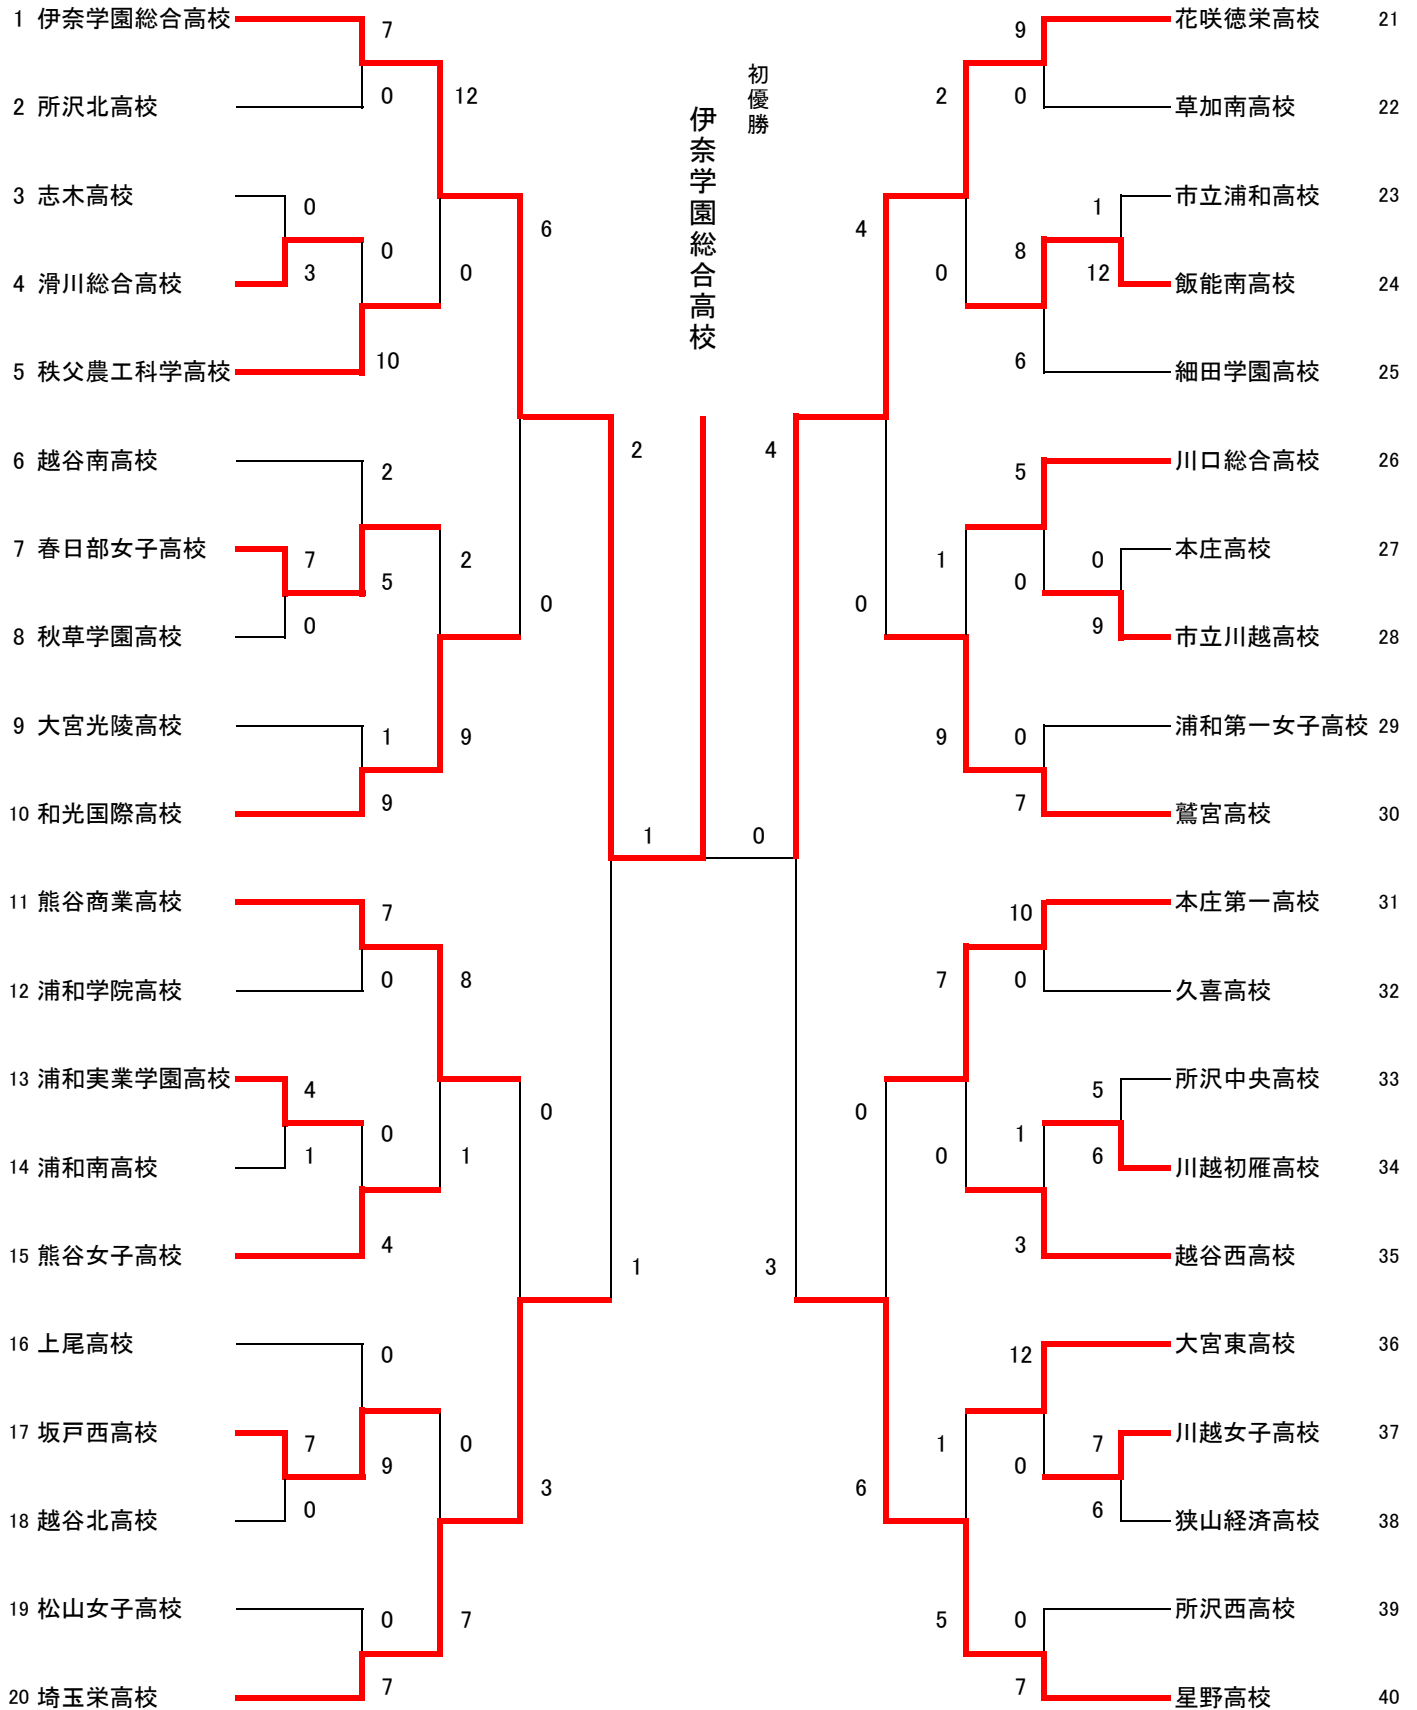 1 伊奈学園総合高校
2 所沢北高校
3 志木高校
4 滑川総合高校
5 秩父農工科学高校
6 越谷南高校
7 春日部女子高校
8 秋草学園高校
9 大宮光陵高校
10 和光国際高校
11 熊谷商業高校
12 浦和学院高校
13 浦和実業学園高校
14 浦和南高校
15 熊谷女子高校
16 上尾高校
17 坂戸西高校
18 越谷北高校
19 松山女子高校
20 埼玉栄高校
0
3
7
0
4
1
7
0
7
0
0
10
2
5
1
9
7
0
0
4
0
9
0
7
12
0
2
9
8
1
0
7
6
0
0
3
2
1
1
初優勝
伊奈学園総合高校
0
4
3
4
0
0
6
2
0
1
9
7
0
1
5
9
0
8
6
5
0
0
7
10
0
1
3
12
0
0
7
1
12
0
9
5
6
7
6
花咲徳栄高校 21
草加南高校 22
市立浦和高校 23
飯能南高校 24
細田学園高校 25
川口総合高校 26
本庄高校 27
市立川越高校 28
浦和第一女子高校 29
鷲宮高校 30
本庄第一高校 31
久喜高校 32
所沢中央高校 33
川越初雁高校 34
越谷西高校 35
大宮東高校 36
川越女子高校 37
狭山経済高校 38
所沢西高校 39
星野高校 40